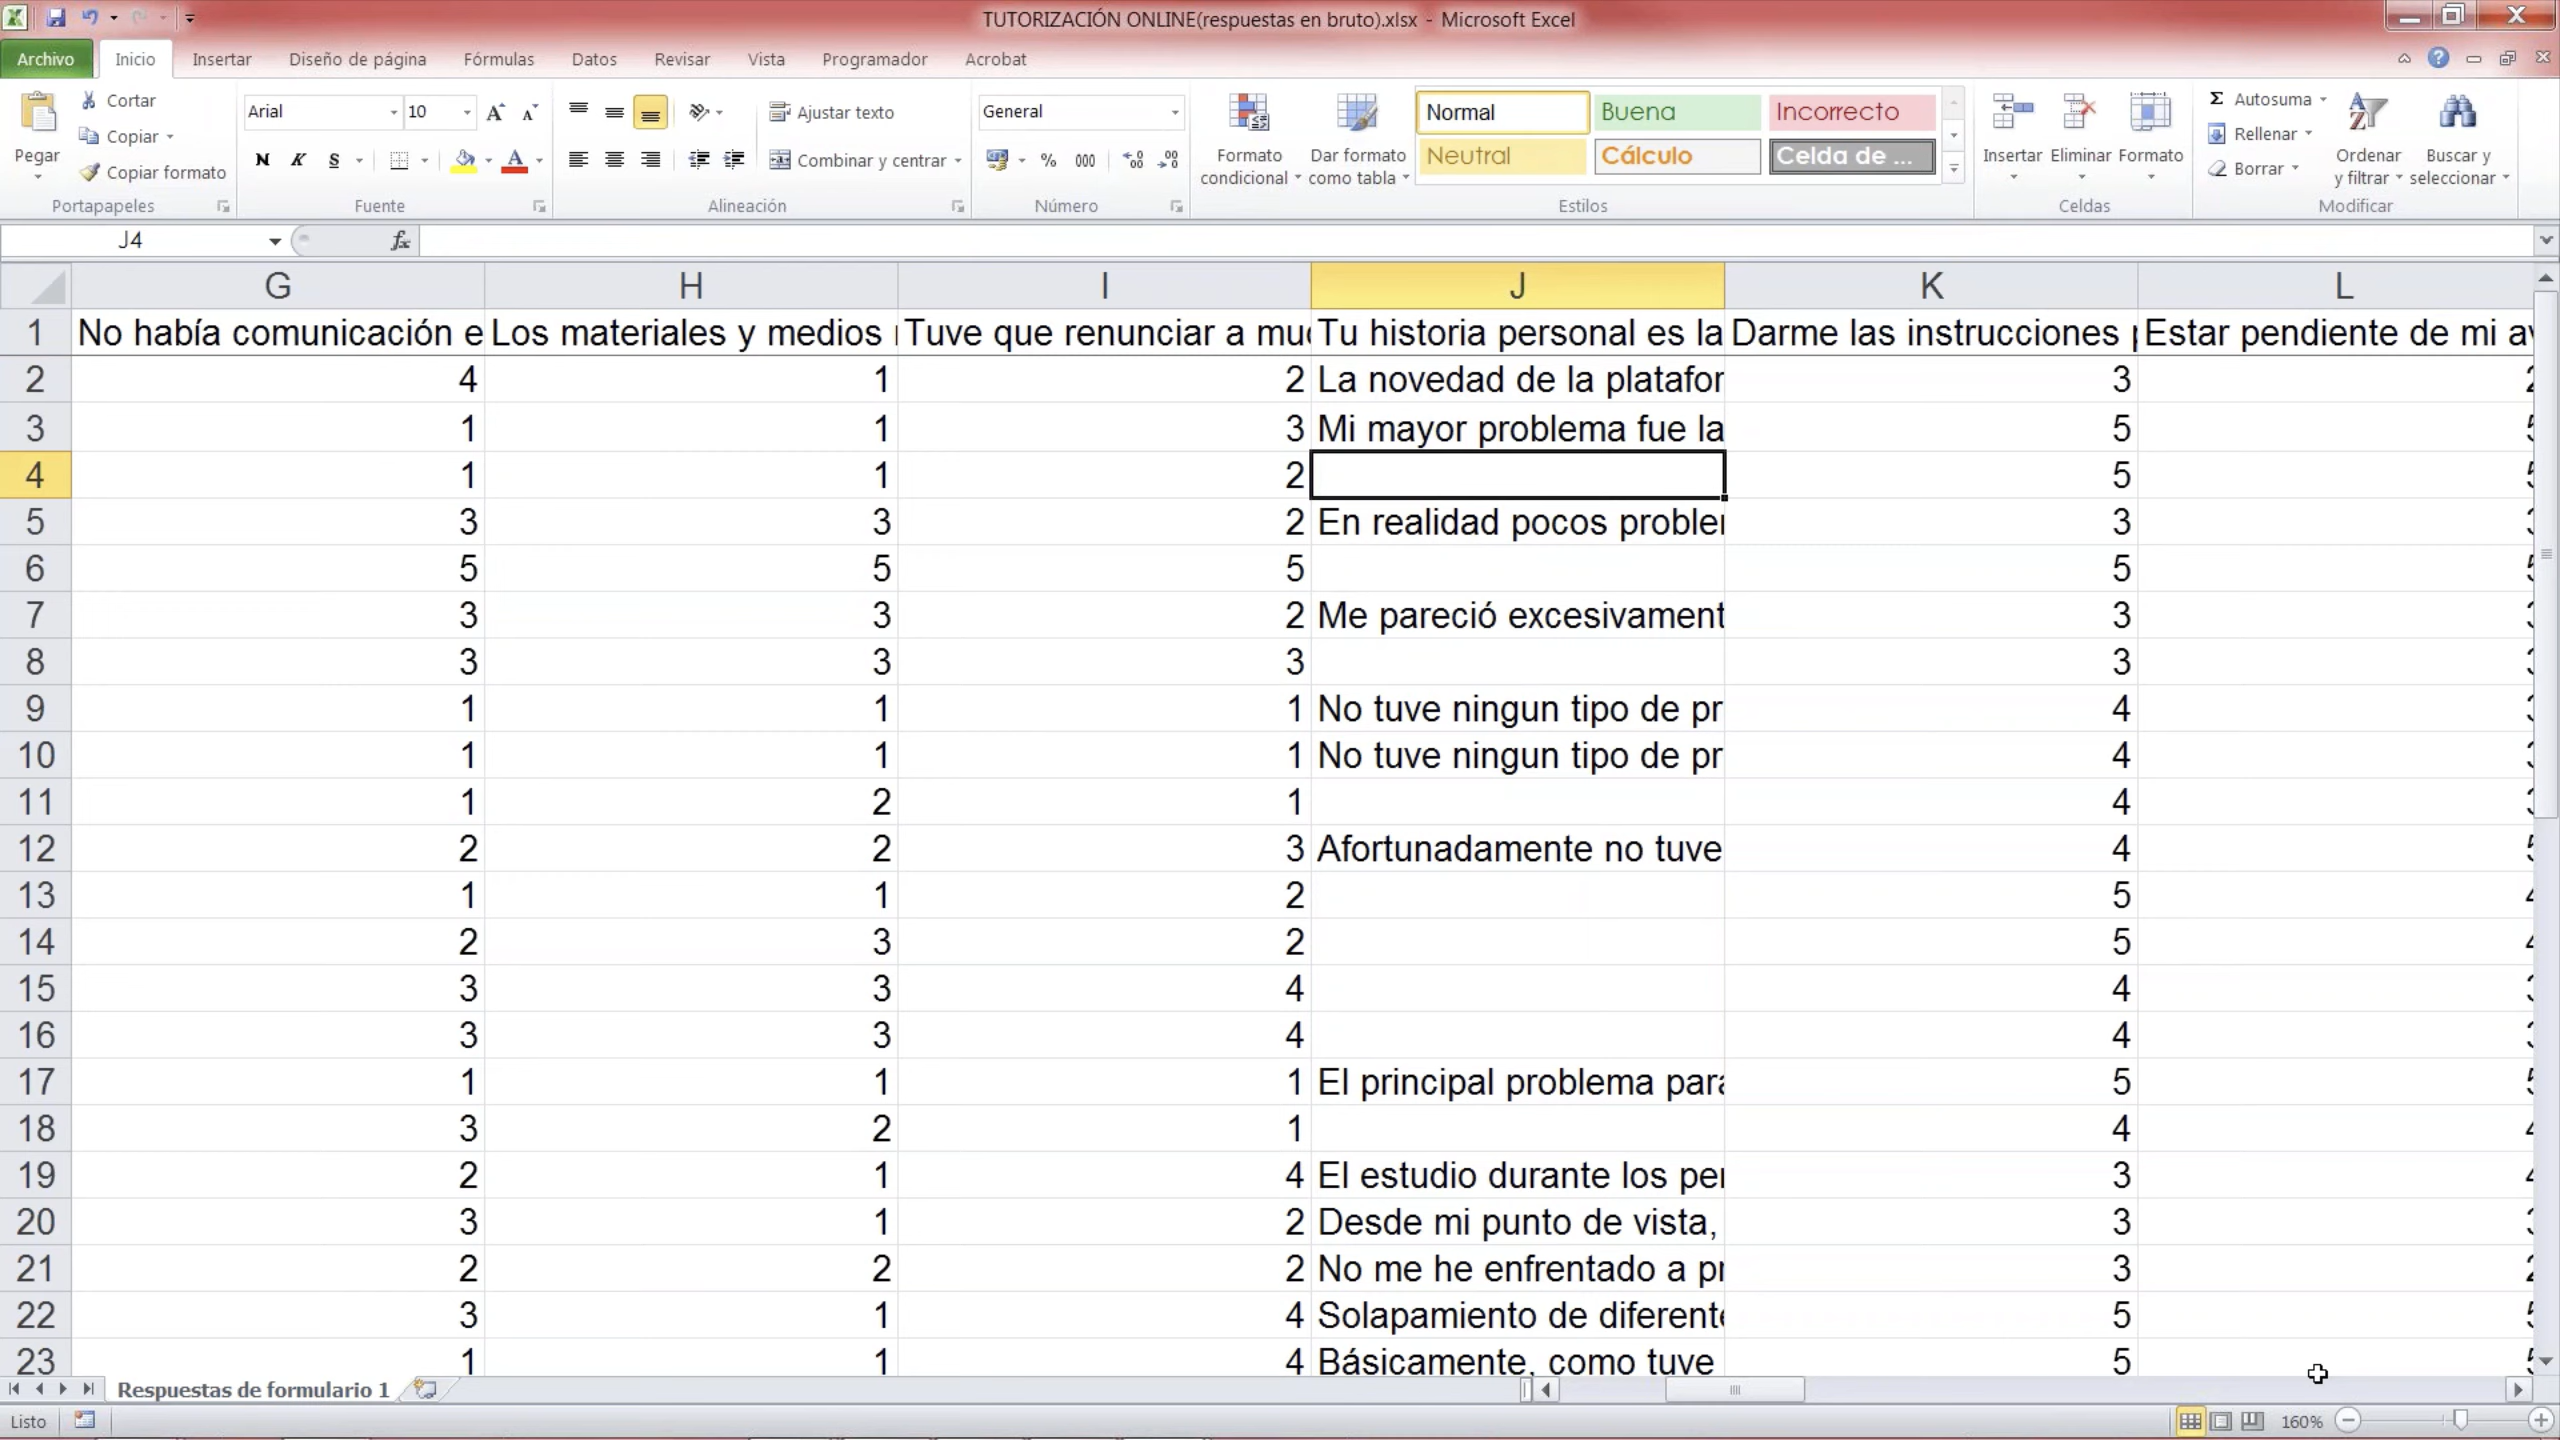 TUTORIZACIÓN ONLINE(respuestas en bruto).xlsx - Microsoft Excel
Archivo Inicio Insertar Diseño de página Fórmulas Datos Revisar Vista Programador Acrobat
Pegar
Cortar
Copiar
Copiar formato
Portapapeles
Arial 10
N K S
Fuente
Ajustar texto
Combinar y centrar
Alineación
General
% 000
Número
Formato condicional
Dar formato como tabla
Normal Buena Incorrecto
Neutral Cálculo Celda de ...
Estilos
Insertar Eliminar Formato
Celdas
Autosuma
Rellenar
Borrar
Ordenar y filtrar
Buscar y seleccionar
Modificar
J4 fx
G H I J K L
1 No había comunicación e Los materiales y medios Tuve que renunciar a Tu historia personal es la Darme las instrucciones Estar pendiente de mi
2 4 1 2 La novedad de la 3
3 1 1 3 Mi mayor problema fue la 5
4 1 1 2 5
5 3 3 2 En realidad pocos 3
6 5 5 5 5
7 3 3 2 Me pareció excesivament 3
8 3 3 3 3
9 1 1 1 No tuve ningun tipo de pr 4
10 1 1 1 No tuve ningun tipo de pr 4
11 1 2 1 4
12 2 2 3 Afortunadamente no tuve 4
13 1 1 2 5
14 2 3 2 5
15 3 3 4 4
16 3 3 4 4
17 1 1 1 El principal problema 5
18 3 2 1 4
19 2 1 4 El estudio durante los 3
20 3 1 2 Desde mi punto de vista, 3
21 2 2 2 No me he enfrentado a 3
22 3 1 4 Solapamiento de 5
23 1 1 4 Básicamente, como tuve 5
Respuestas de formulario 1
Listo 160%